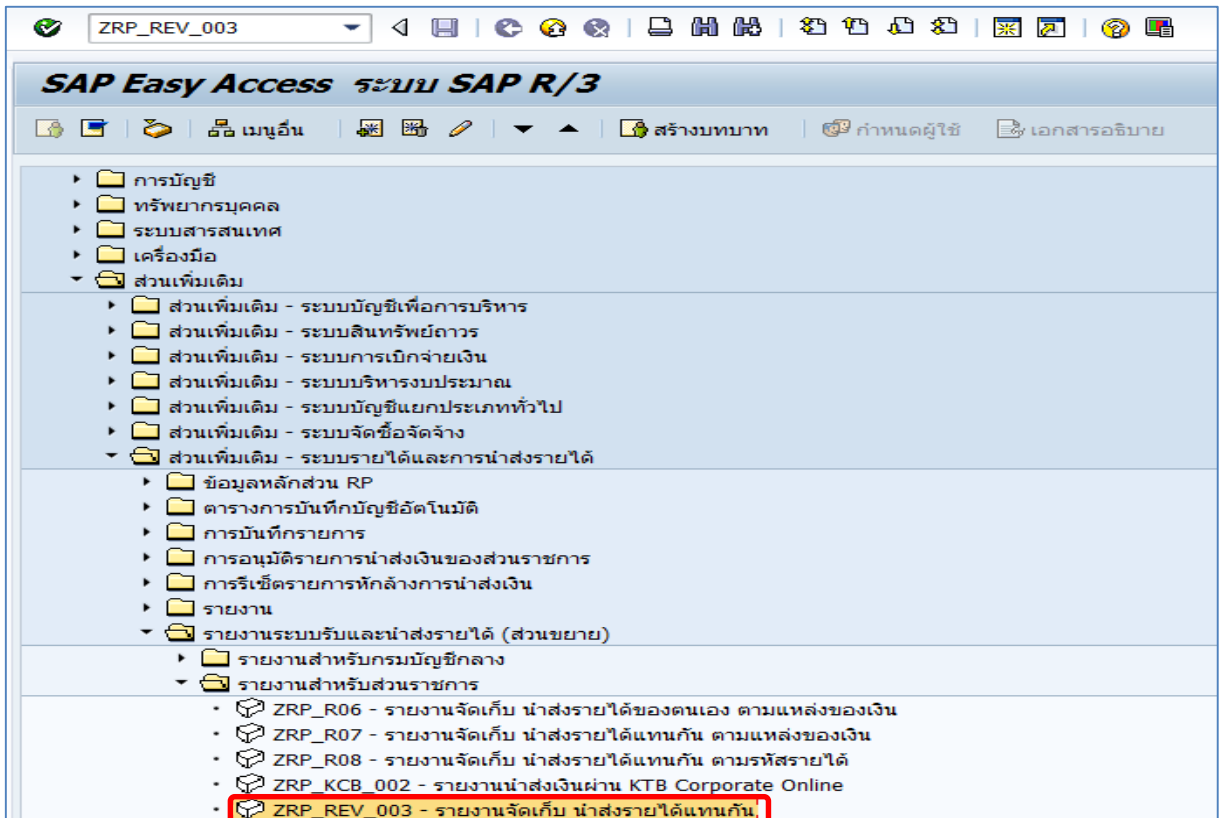 ZRP_REV_003
SAP Easy Access ระบบ SAP R/3
เมนูอื่น สร้างบทบาท กำหนดผู้ใช้ เอกสารอธิบาย
การบัญชี
ทรัพยากรบุคคล
ระบบสารสนเทศ
เครื่องมือ
ส่วนเพิ่มเติม
ส่วนเพิ่มเติม - ระบบบัญชีเพื่อการบริหาร
ส่วนเพิ่มเติม - ระบบสินทรัพย์ถาวร
ส่วนเพิ่มเติม - ระบบการเบิกจ่ายเงิน
ส่วนเพิ่มเติม - ระบบบริหารงบประมาณ
ส่วนเพิ่มเติม - ระบบบัญชีแยกประเภททั่วไป
ส่วนเพิ่มเติม - ระบบจัดซื้อจัดจ้าง
ส่วนเพิ่มเติม - ระบบรายได้และการนำส่งรายได้
ข้อมูลหลักส่วน RP
ตารางการบันทึกบัญชีอัตโนมัติ
การบันทึกรายการ
การอนุมัติรายการนำส่งเงินของส่วนราชการ
การรีเซ็ตรายการหักล้างการนำส่งเงิน
รายงาน
รายงานระบบรับและนำส่งรายได้ (ส่วนขยาย)
รายงานสำหรับกรมบัญชีกลาง
รายงานสำหรับส่วนราชการ
ZRP_R06 - รายงานจัดเก็บ นำส่งรายได้ของตนเอง ตามแหล่งของเงิน
ZRP_R07 - รายงานจัดเก็บ นำส่งรายได้แทนกัน ตามแหล่งของเงิน
ZRP_R08 - รายงานจัดเก็บ นำส่งรายได้แทนกัน ตามรหัสรายได้
ZRP_KCB_002 - รายงานนำส่งเงินผ่าน KTB Corporate Online
ZRP_REV_003 - รายงานจัดเก็บ นำส่งรายได้แทนกัน